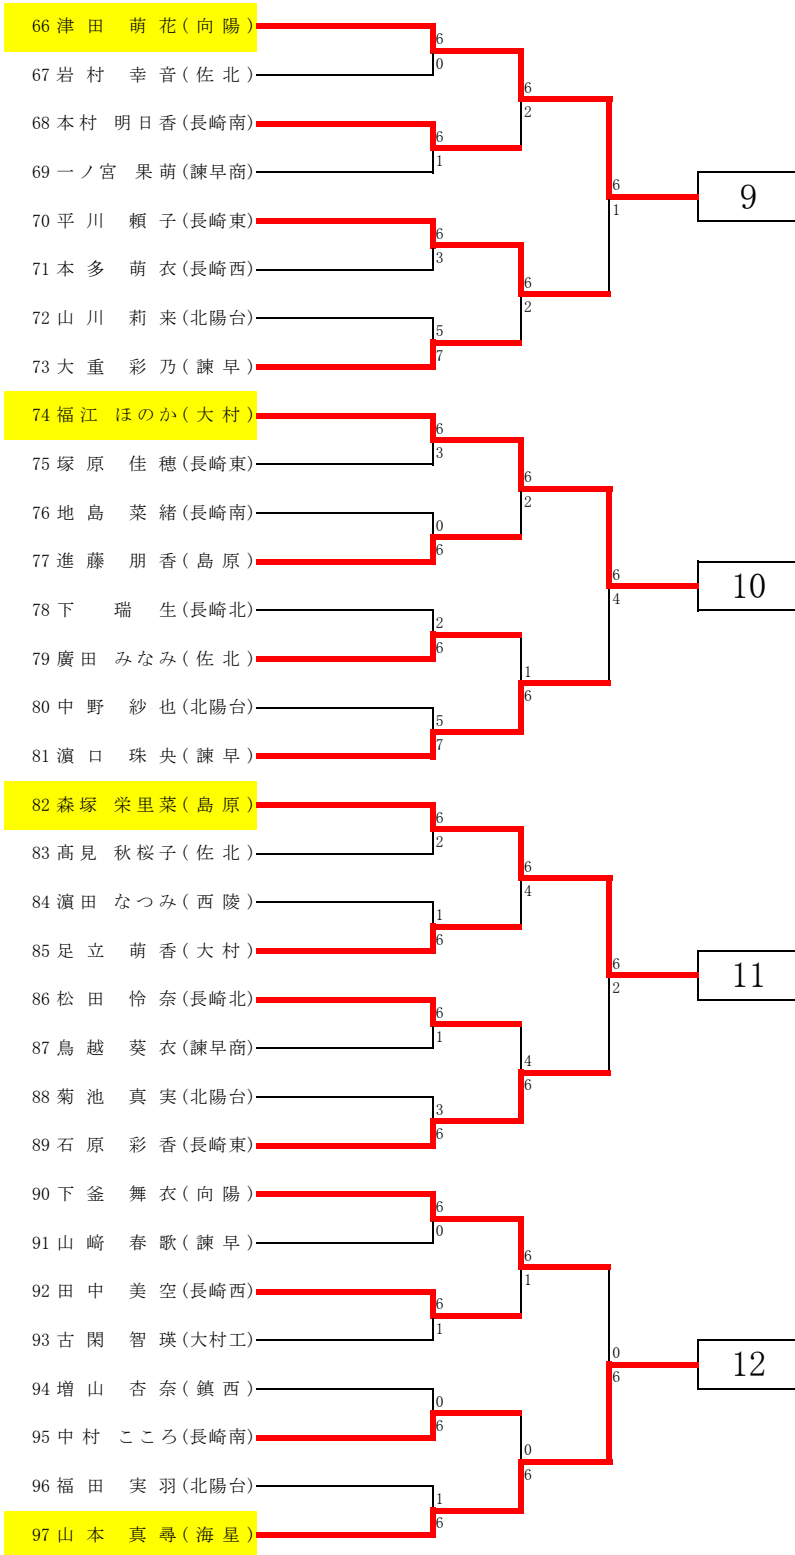 66 津田 萌花(向陽)
6
0
67 岩村 幸音(佐北)
6
2
68 本村 明日香(長崎南)
6
1
69 一ノ宮 果萌(諫早商)
6
1
9
70 平川 頼子(長崎東)
6
3
71 本多 萌衣(長崎西)
6
2
72 山川 莉来(北陽台)
5
7
73 大重 彩乃(諫早)
74 福江 ほのか(大村)
6
3
75 塚原 佳穂(長崎東)
6
2
76 地島 菜緒(長崎南)
0
6
77 進藤 朋香(島原)
6
4
10
78 下 瑞生(長崎北)
2
6
79 廣田 みなみ(佐北)
1
6
80 中野 紗也(北陽台)
5
7
81 濵口 珠央(諫早)
82 森塚 栄里菜(島原)
6
2
83 髙見 秋桜子(佐北)
6
4
84 濵田 なつみ(西陵)
1
6
85 足立 萌香(大村)
6
2
11
86 松田 怜奈(長崎北)
6
1
87 鳥越 葵衣(諫早商)
4
6
88 菊池 真実(北陽台)
3
6
89 石原 彩香(長崎東)
90 下釜 舞衣(向陽)
6
0
91 山﨑 春歌(諫早)
6
1
92 田中 美空(長崎西)
6
1
93 古閑 智瑛(大村工)
0
6
12
94 増山 杏奈(鎮西)
0
6
95 中村 こころ(長崎南)
0
6
96 福田 実羽(北陽台)
1
6
97 山本 真尋(海星)